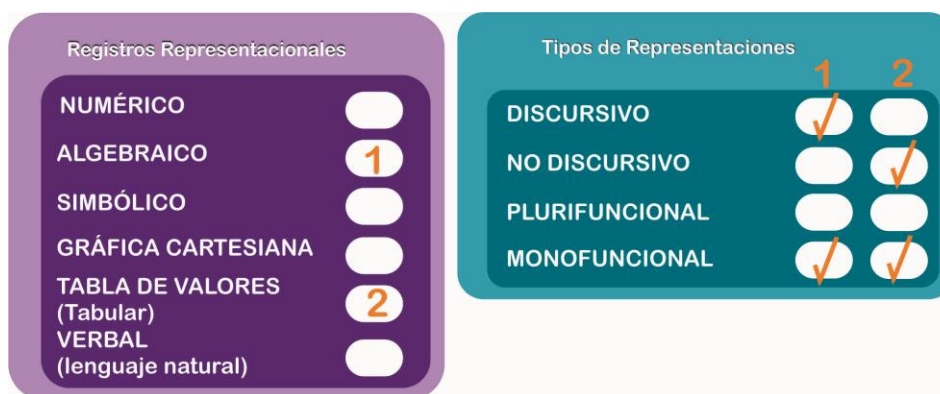 Registros Representacionales
NUMÉRICO
ALGEBRAICO 1
SIMBÓLICO
GRÁFICA CARTESIANA
TABLA DE VALORES
(Tabular) 2
VERBAL
(lenguaje natural)
Tipos de Representaciones
1 2
DISCURSIVO
NO DISCURSIVO
PLURIFUNCIONAL
MONOFUNCIONAL